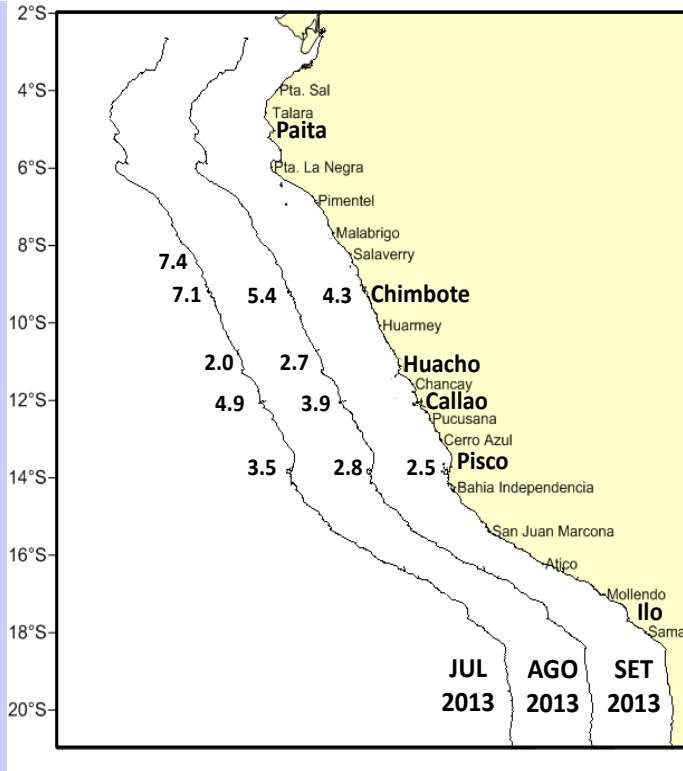 2°S
4°S
Pta. Sal
Talara
Paita
6°S
Pta. La Negra
Pimentel
Malabrigo
8°S
Salaverry
7.4
7.1
5.4
4.3
Chimbote
10°S
Huarmey
2.0
2.7
Huacho
Chancay
12°S
4.9
3.9
Callao
Pucusana
Cerro Azul
3.5
2.8
2.5
Pisco
14°S
Bahia Independencia
San Juan Marcona
16°S
Atico
Mollendo
Ilo
18°S
Sama
JUL
2013
AGO
2013
SET
2013
20°S